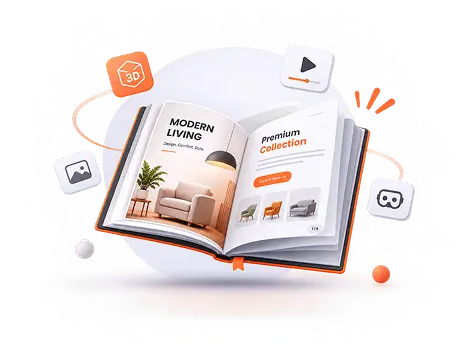 3D
MODERN
LIVING
Design. Comfort. Style.
Premium
Collection